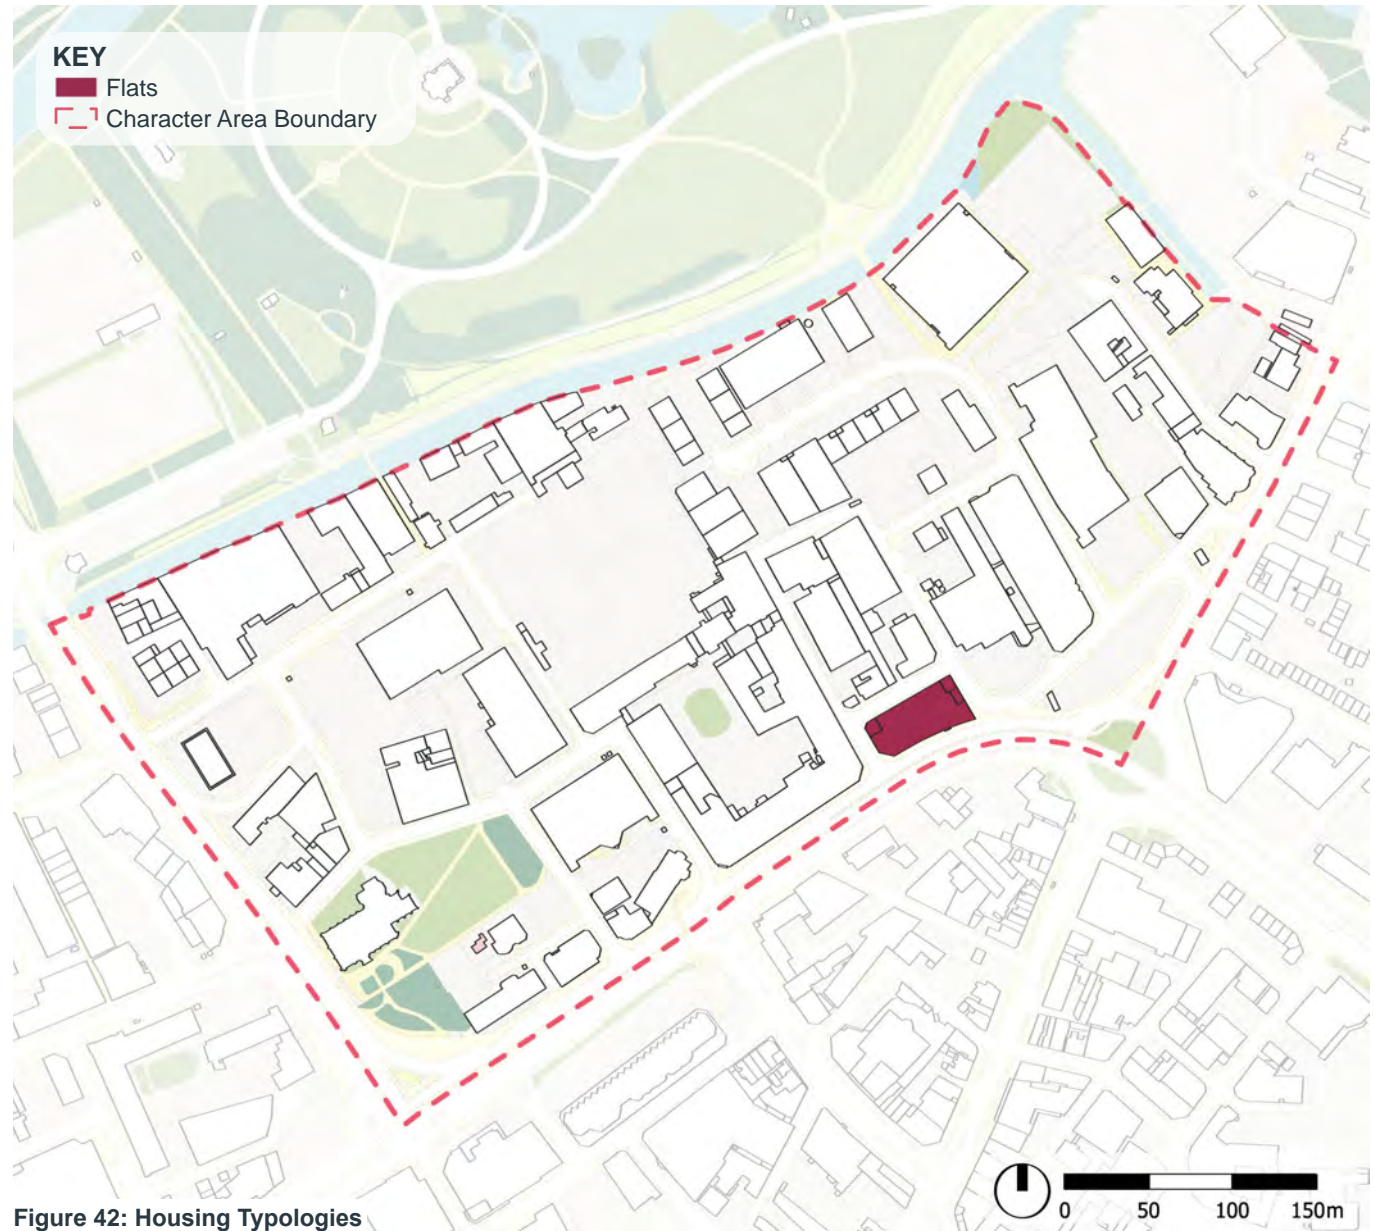 KEY
Flats
Character Area Boundary
0 50 100 150m
Figure 42: Housing Typologies